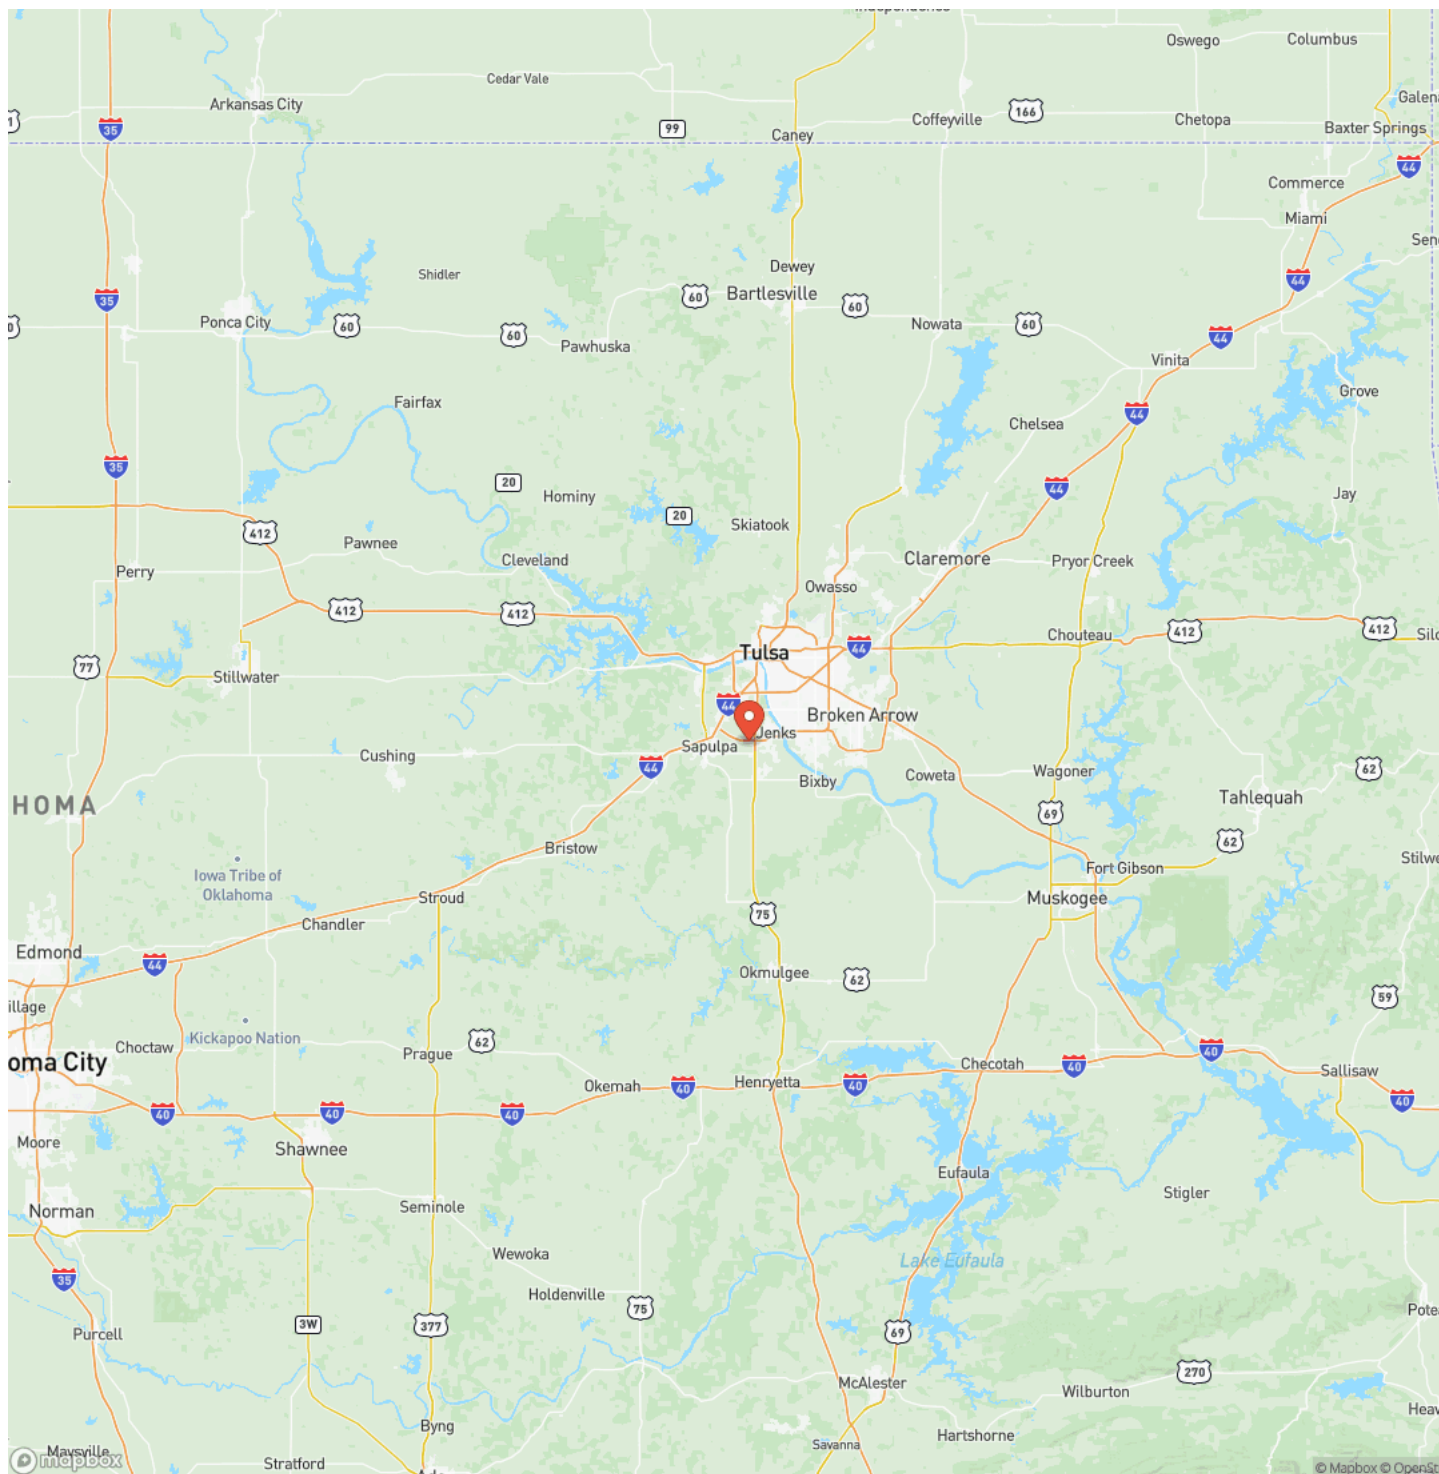 Independence
Oswego
Columbus
Cedar Vale
Arkansas City
Galena
166
Coffeyville
Chetopa
35
99
Caney
Baxter Springs
44
Commerce
Miami
Shidler
Dewey
44
35
60
Bartlesville
60
Ponca City
60
60
Nowata
60
Pawhuska
44
Vinita
Grove
Fairfax
44
Chelsea
35
20
Hominy
44
Jay
20
Skiatook
412
Pawnee
Cleveland
Claremore
Pryor Creek
Perry
Owasso
412
412
Chouteau
412
412
Tulsa
44
77
Stillwater
44
Broken Arrow
Jenks
Sapulpa
Cushing
44
Bixby
Coweta
Wagoner
62
HOMA
Tahlequah
69
62
Bristow
Iowa Tribe of
Oklahoma
Fort Gibson
Stroud
Muskogee
Chandler
75
Edmond
44
Okmulgee
62
59
illage
Kickapoo Nation
Choctaw
62
Prague
40
oma City
Checotah
40
Sallisaw
Okemah
40
Henryetta
40
40
40
40
40
Moore
Shawnee
Eufaula
Stigler
Norman
Seminole
Wewoka
Lake Eufaula
35
Holdenville
75
3W
377
69
Purcell
270
McAlester
Wilburton
Byng
Hartshorne
Savanna
Maysville
mapbox
Stratford
© Mapbox © OpenSt